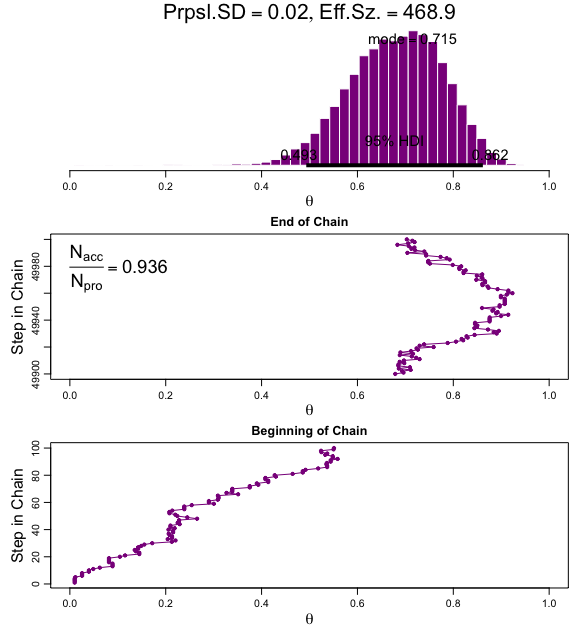 Prpsl.SD = 0.02, Eff.Sz. = 468.9
mode = 0.715
95% HDI
0.493 0.862
0.0 0.2 0.4 0.6 0.8 1.0
θ
End of Chain
Step in Chain
49900 49940 49980
Nacc
Npro
= 0.936
0.0 0.2 0.4 0.6 0.8 1.0
θ
Beginning of Chain
Step in Chain
0 20 40 60 80 100
0.0 0.2 0.4 0.6 0.8 1.0
θ